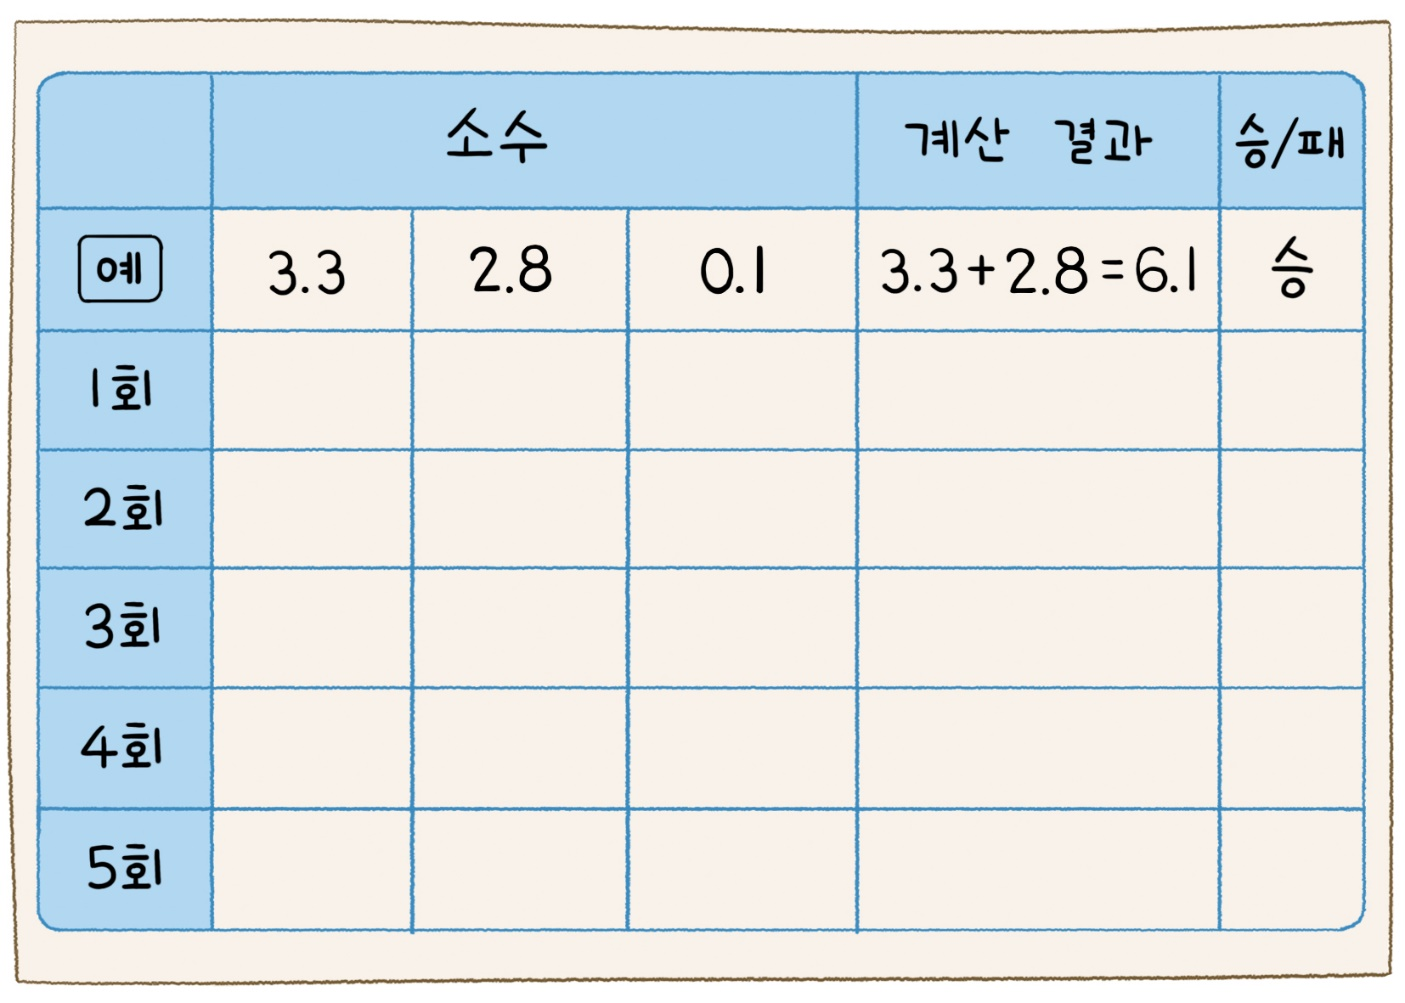 소수 계산 결과 승/패
예 3.3 2.8 0.1 3.3+2.8=6.1 승
1회
2회
3회
4회
5회